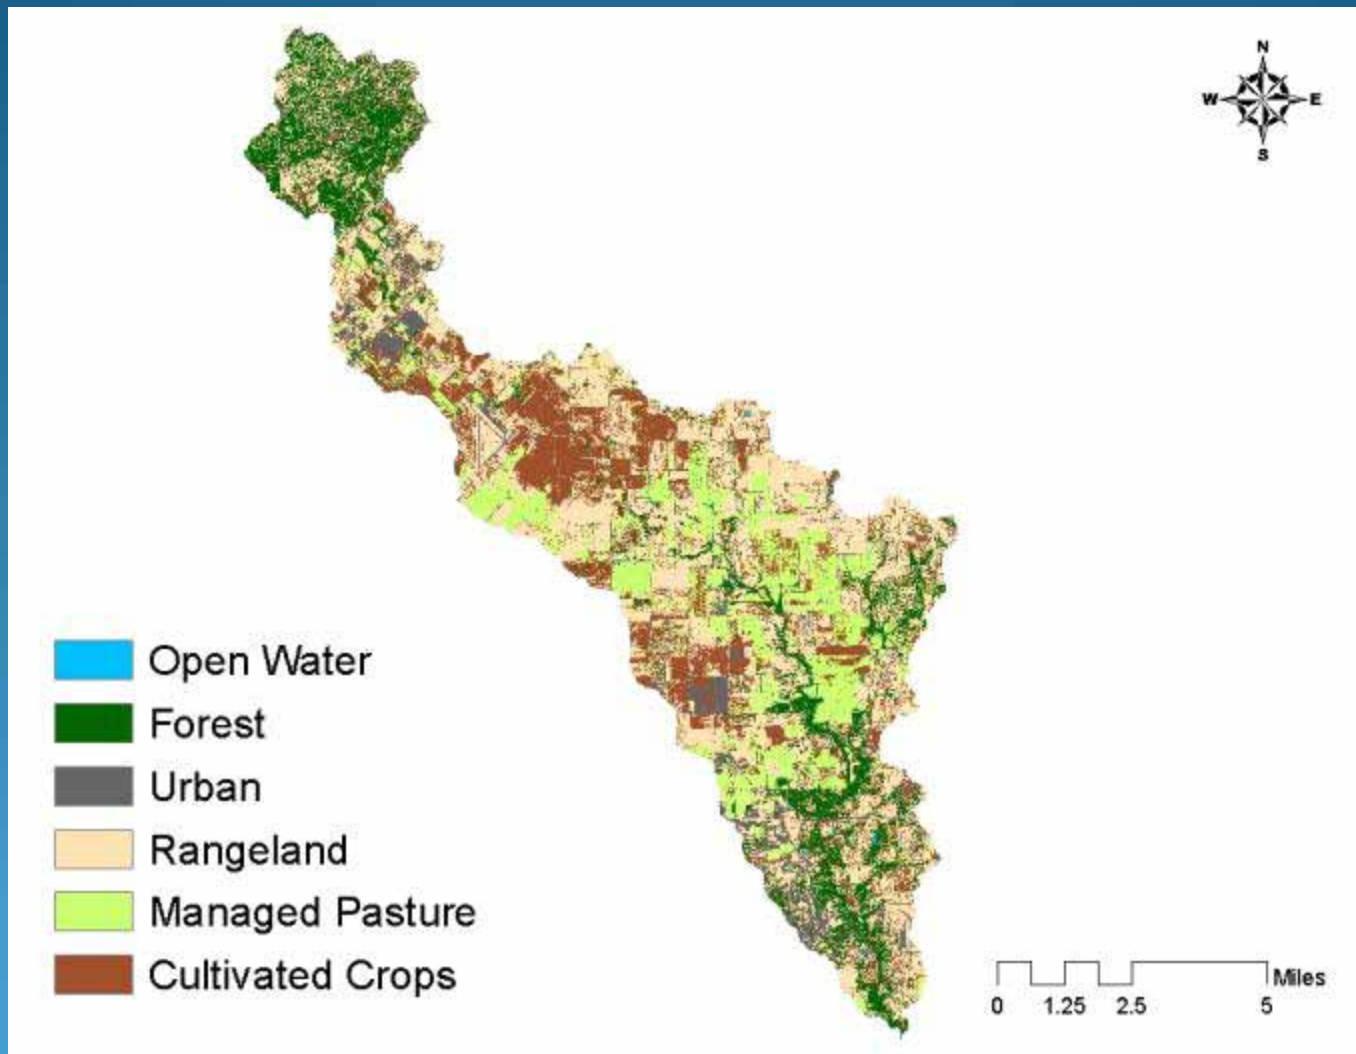 N
W E
S
Open Water
Forest
Urban
Rangeland
Managed Pasture
Cultivated Crops
Miles
0 1.25 2.5 5